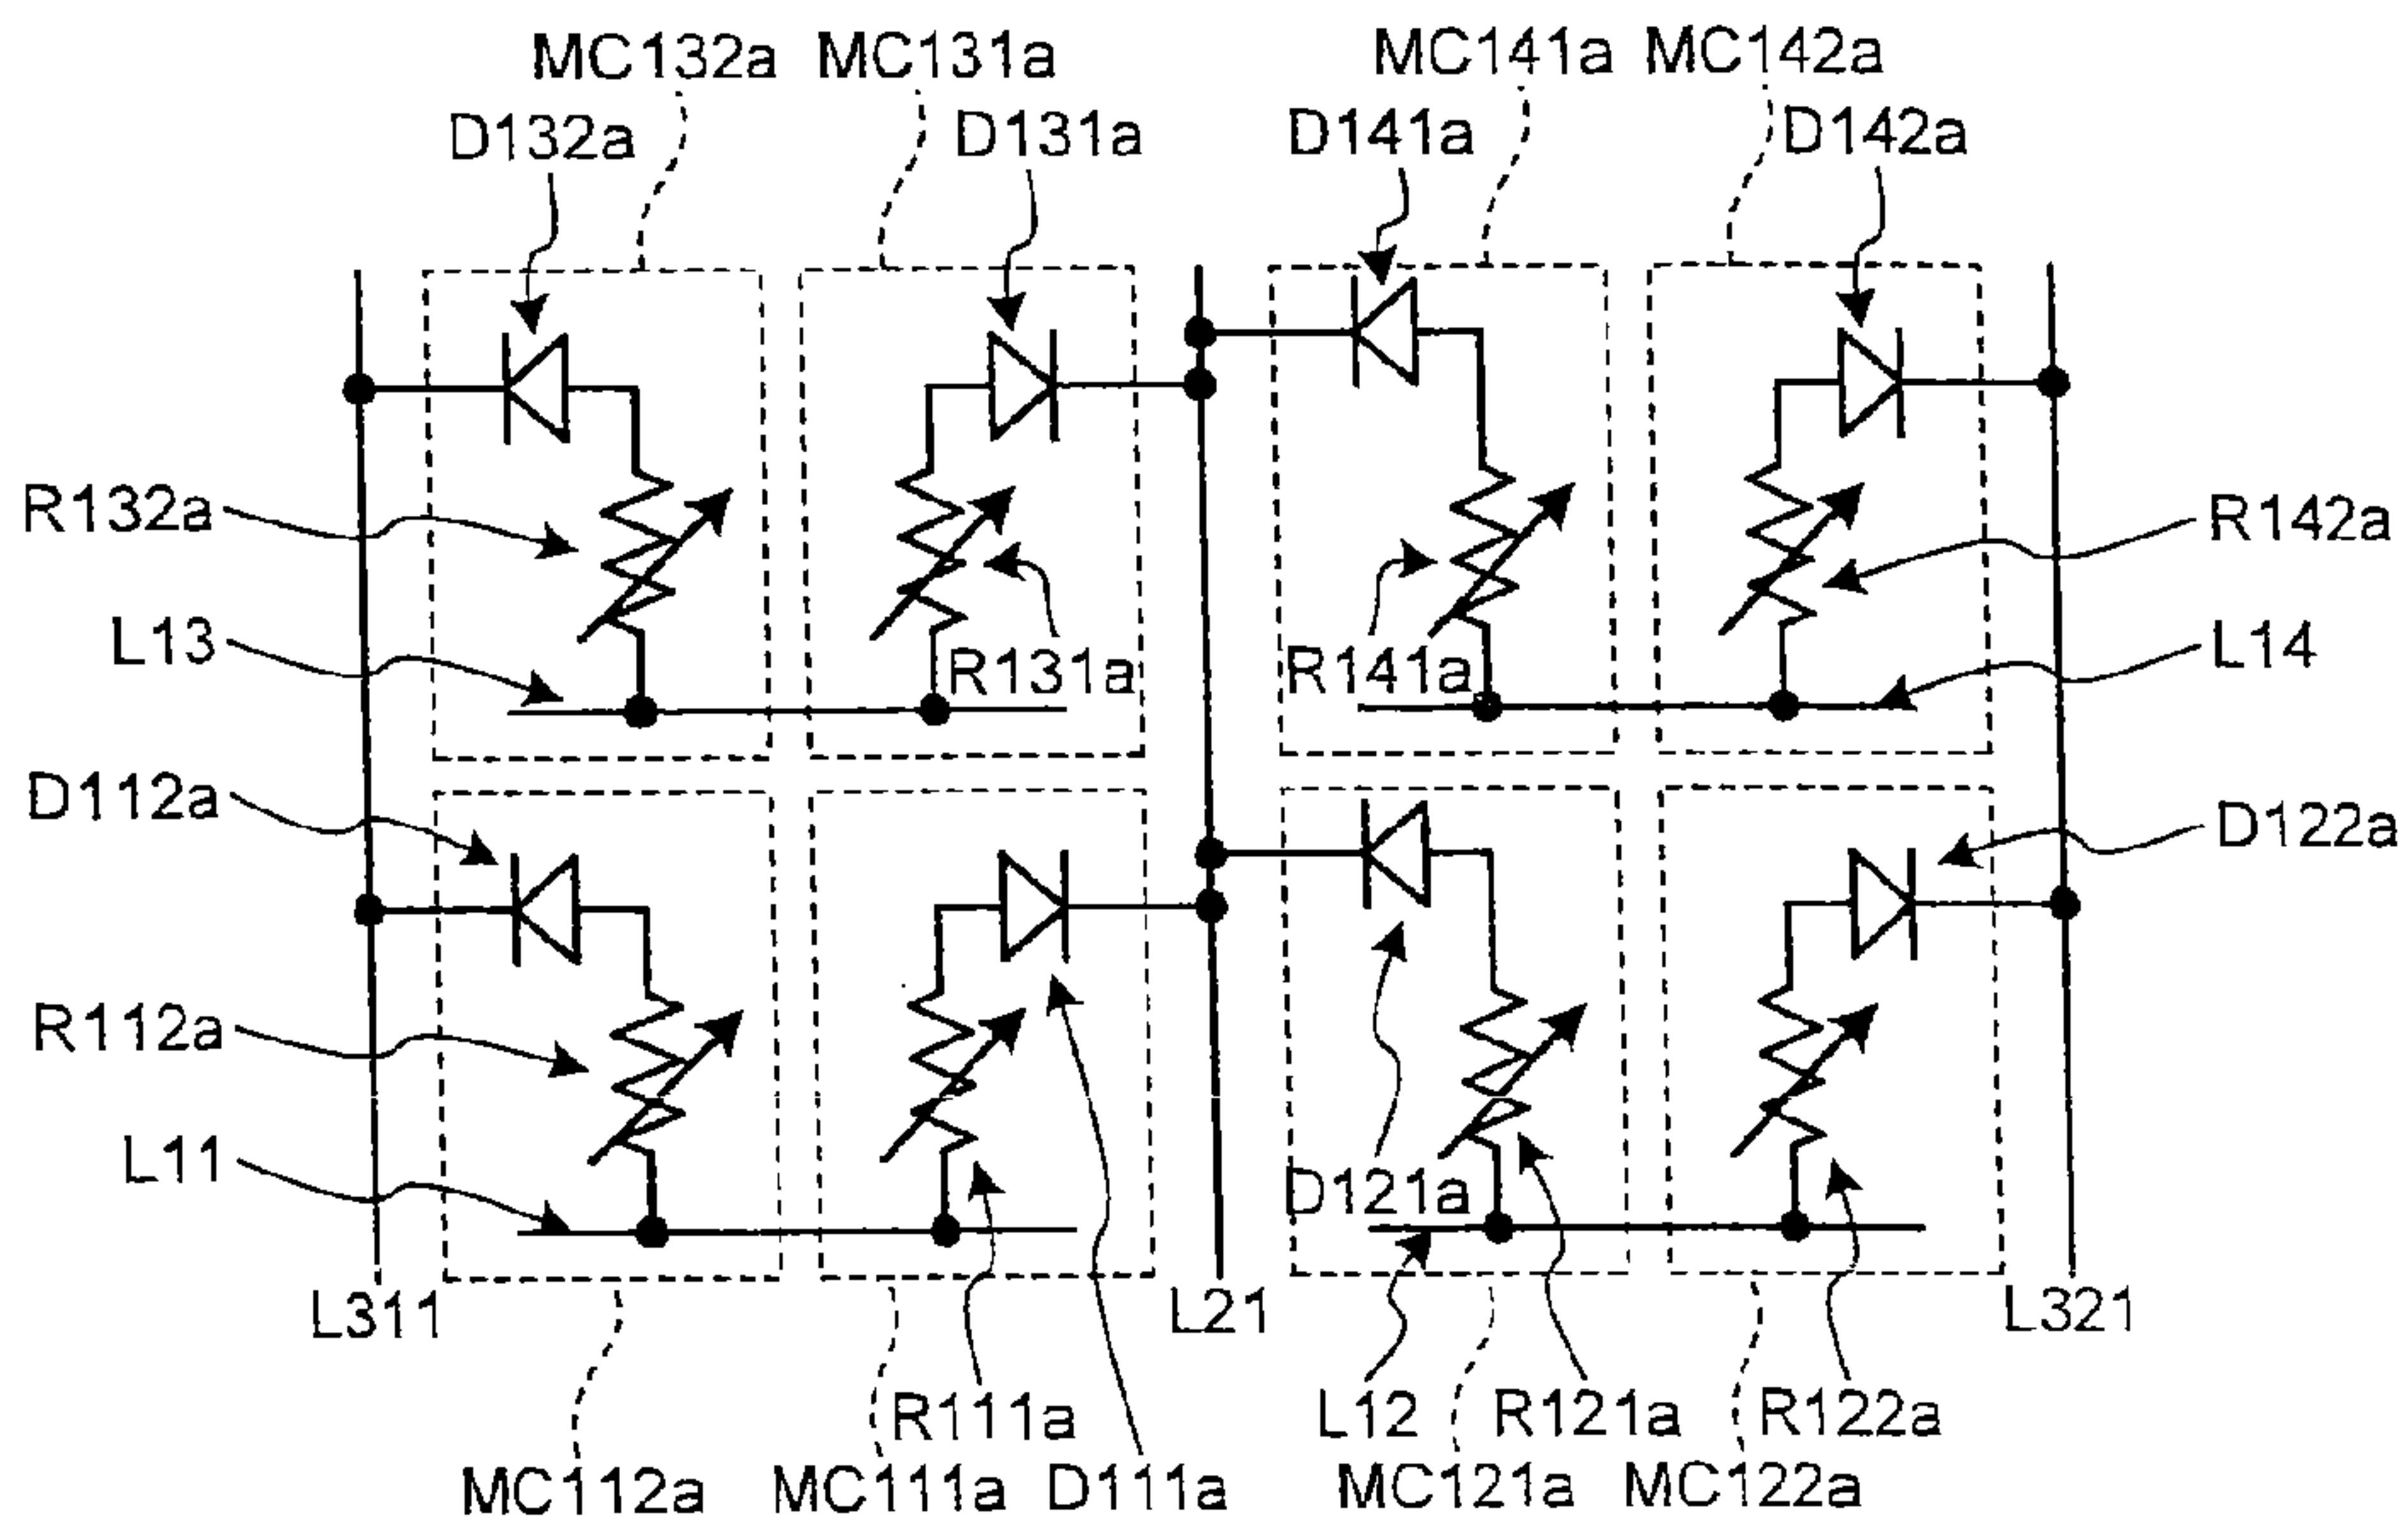 MC132a MC131a MC141a MC142a
D132a D131a D141a D142a
R132a R142a
L13 R131a R141a L14
D112a D122a
R112a
L11 D121a
L311 L21 L321
R111a L12 R121a R122a
MC112a MC111a D111a MC121a MC122a